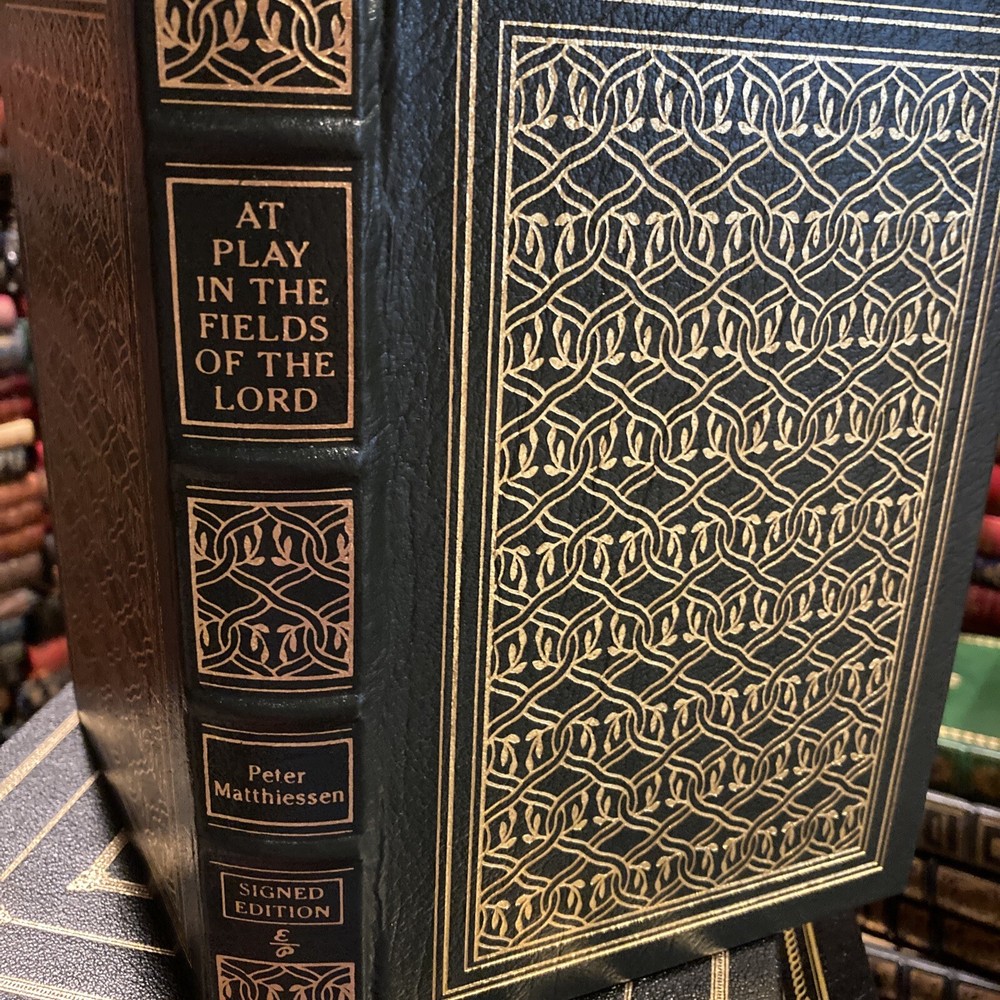 AT
PLAY
IN THE
FIELDS
OF THE
LORD
Peter
Matthiessen
SIGNED
EDITION
E
P